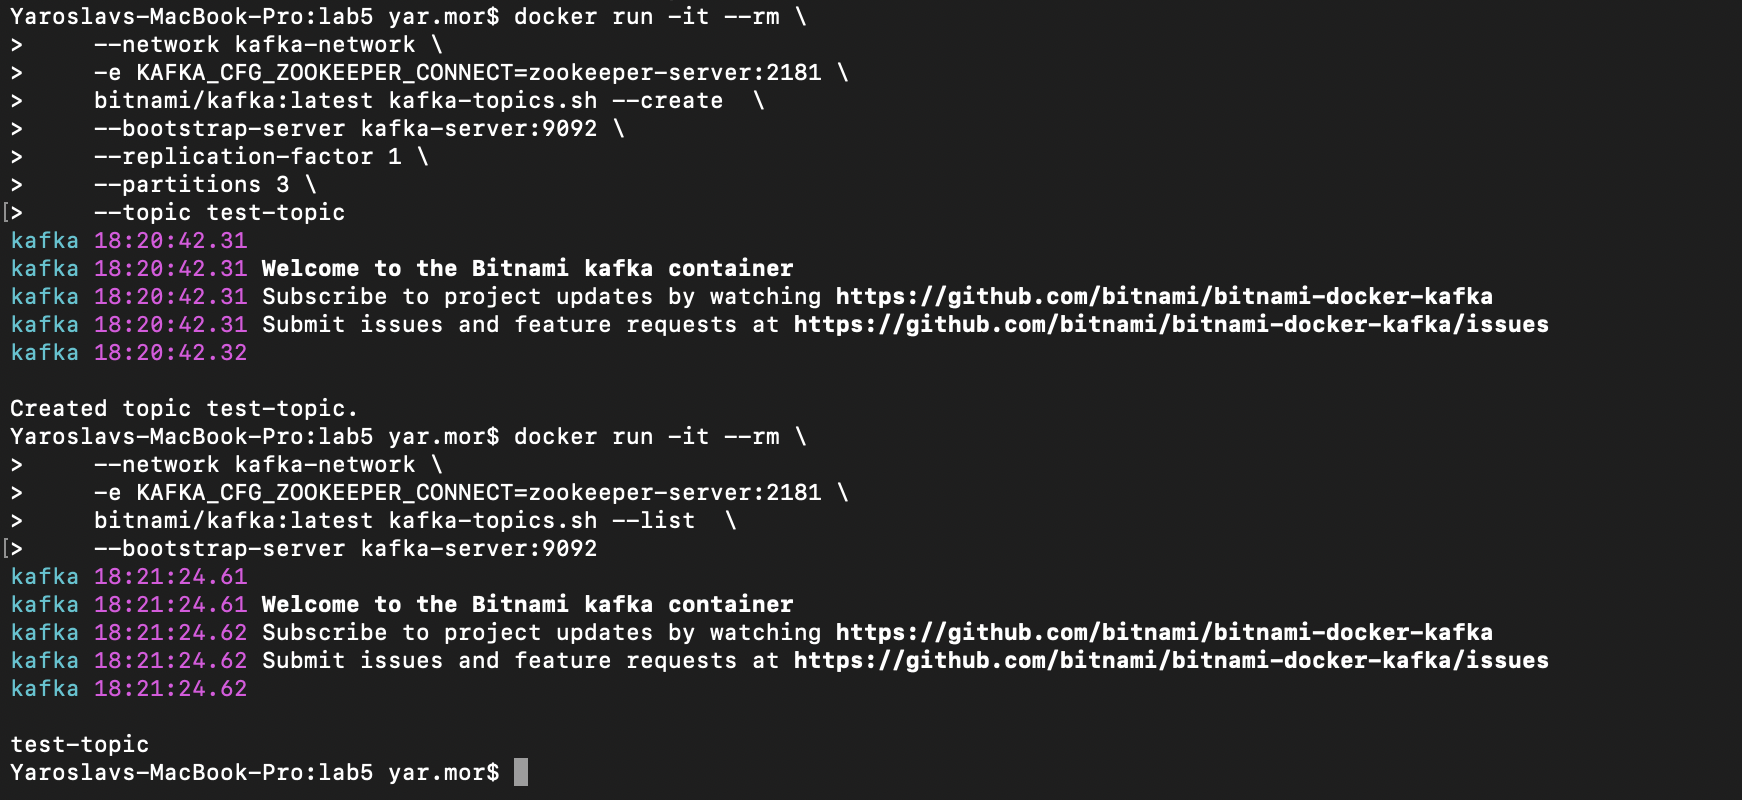 Yaroslavs-MacBook-Pro:lab5 yar.mor$ docker run -it --rm \
>     --network kafka-network \
>     -e KAFKA_CFG_ZOOKEEPER_CONNECT=zookeeper-server:2181 \
>     bitnami/kafka:latest kafka-topics.sh --create  \
>     --bootstrap-server kafka-server:9092 \
>     --replication-factor 1 \
>     --partitions 3 \
[>     --topic test-topic
kafka 18:20:42.31
kafka 18:20:42.31 Welcome to the Bitnami kafka container
kafka 18:20:42.31 Subscribe to project updates by watching https://github.com/bitnami/bitnami-docker-kafka
kafka 18:20:42.31 Submit issues and feature requests at https://github.com/bitnami/bitnami-docker-kafka/issues
kafka 18:20:42.32
Created topic test-topic.
Yaroslavs-MacBook-Pro:lab5 yar.mor$ docker run -it --rm \
>     --network kafka-network \
>     -e KAFKA_CFG_ZOOKEEPER_CONNECT=zookeeper-server:2181 \
>     bitnami/kafka:latest kafka-topics.sh --list  \
[>     --bootstrap-server kafka-server:9092
kafka 18:21:24.61
kafka 18:21:24.61 Welcome to the Bitnami kafka container
kafka 18:21:24.62 Subscribe to project updates by watching https://github.com/bitnami/bitnami-docker-kafka
kafka 18:21:24.62 Submit issues and feature requests at https://github.com/bitnami/bitnami-docker-kafka/issues
kafka 18:21:24.62
test-topic
Yaroslavs-MacBook-Pro:lab5 yar.mor$